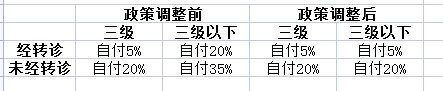 政策调整前 政策调整后
三级 三级以下 三级 三级以下
经转诊 自付5% 自付20% 自付5% 自付5%
未经转诊 自付20% 自付35% 自付20% 自付20%